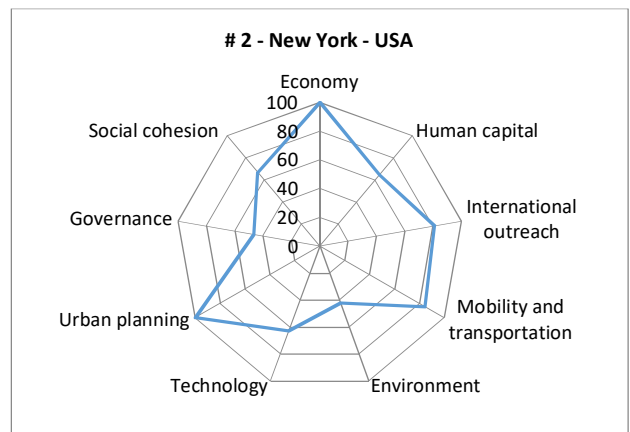 # 2 - New York - USA
Economy
100
Social cohesion
Human capital
80
60
40
Governance
International
outreach
20
0
Urban planning
Mobility and
transportation
Technology
Environment